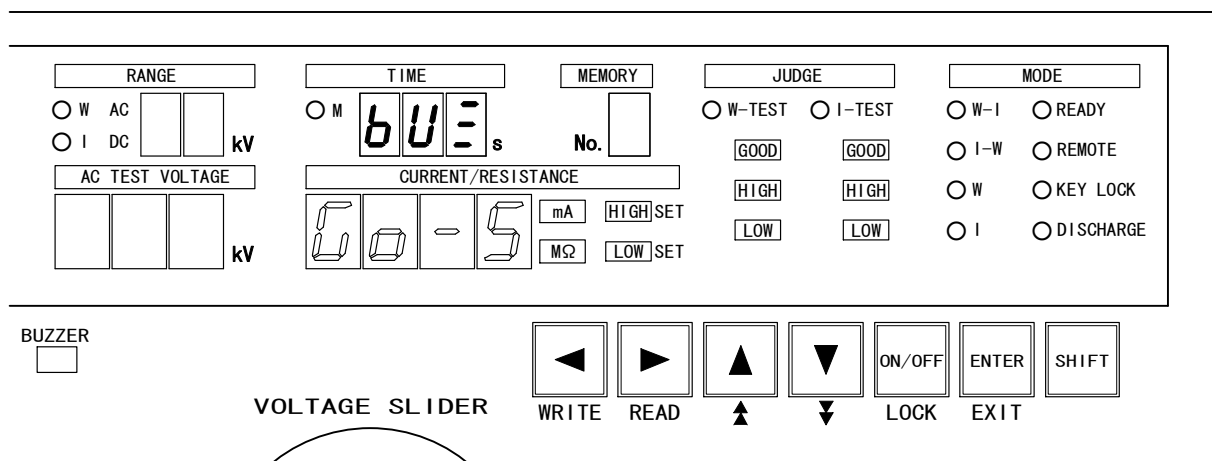 RANGE TIME MEMORY JUDGE MODE
W AC M bUΞ s W-TEST I-TEST W-I READY
I DC kV No. GOOD GOOD I-W REMOTE
AC TEST VOLTAGE CURRENT/RESISTANCE HIGH HIGH W KEY LOCK
Go-5 mA HIGH SET LOW LOW I DISCHARGE
kV MΩ LOW SET
BUZZER
ON/OFF ENTER SHIFT
VOLTAGE SLIDER WRITE READ LOCK EXIT